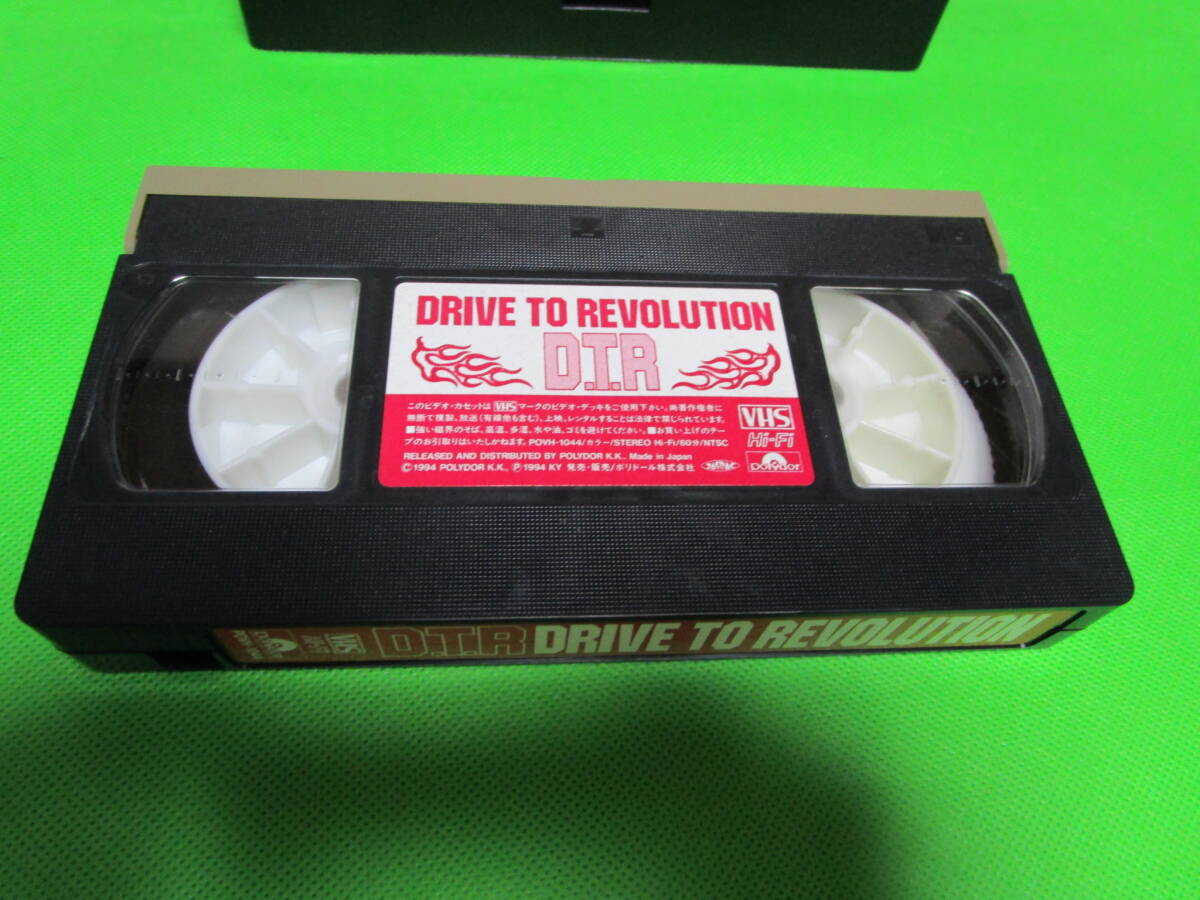 DRIVE TO REVOLUTION
D.T.R
このビデオ・カセットは VHS マークのビデオ・デッキをご使用下さい。両著作権者に
無断で複製、放送(有線他も含む)、上映、レンタルすることは法律で禁じられています。
■強い磁界のそば、高温、多湿、水や油、ゴミを避けてください。■お買い上げのテー
プのお引取りはいたしかねます。POVH-1044/カラー/STEREO Hi-Fi/60分/NTSC
RELEASED AND DISTRIBUTED BY POLYDOR K.K., Made in Japan
Ⓒ1994 POLYDOR K.K., Ⓟ1994 KY 発売・販売/ポリドール株式会社
VHS
Hi-Fi
polydor
polydor
POVH-1044
VHS
Hi-Fi
D.T.R DRIVE TO REVOLUTION